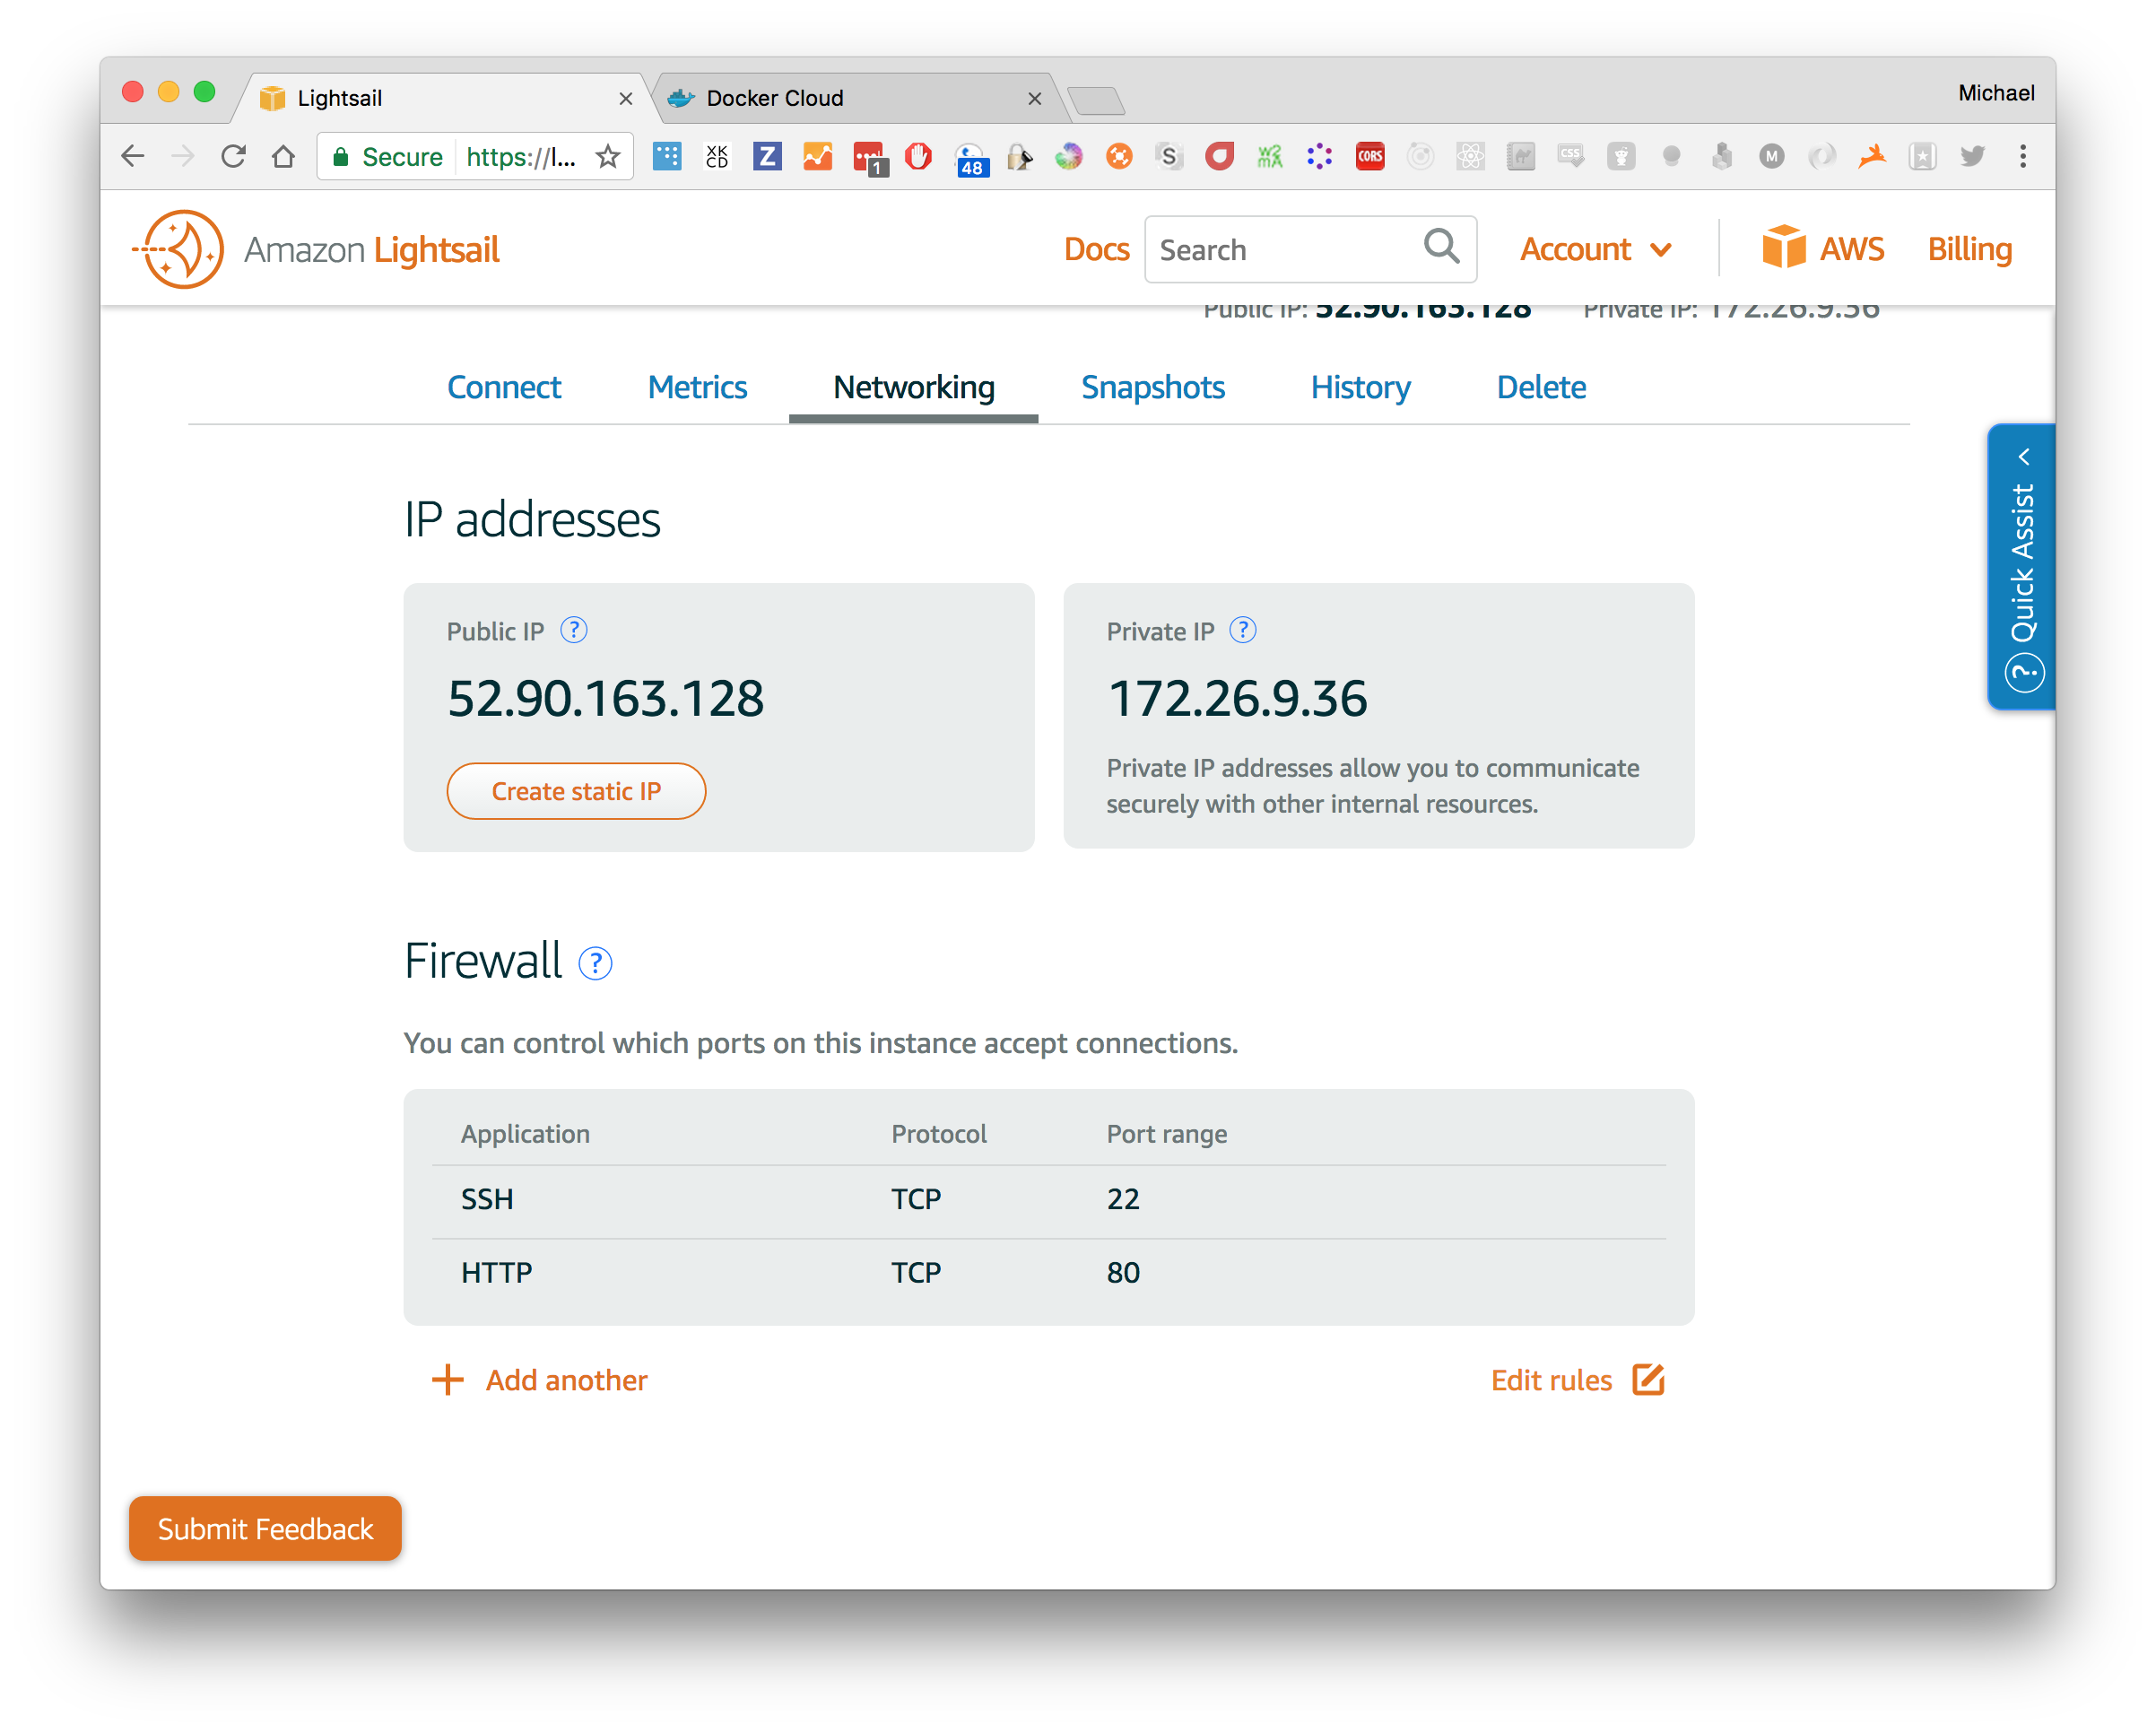 Lightsail
Docker Cloud
Michael
Secure https://l...
XK
CD
Z
1
48
S
CORS
CSS
M
Amazon Lightsail Docs Search Account AWS Billing
Public IP: 52.90.163.128 Private IP: 172.26.9.36
Connect Metrics Networking Snapshots History Delete
Quick Assist
IP addresses
Public IP ?
52.90.163.128
Create static IP
Private IP ?
172.26.9.36
Private IP addresses allow you to communicate
securely with other internal resources.
Firewall ?
You can control which ports on this instance accept connections.
Application Protocol Port range
SSH TCP 22
HTTP TCP 80
Add another Edit rules
Submit Feedback